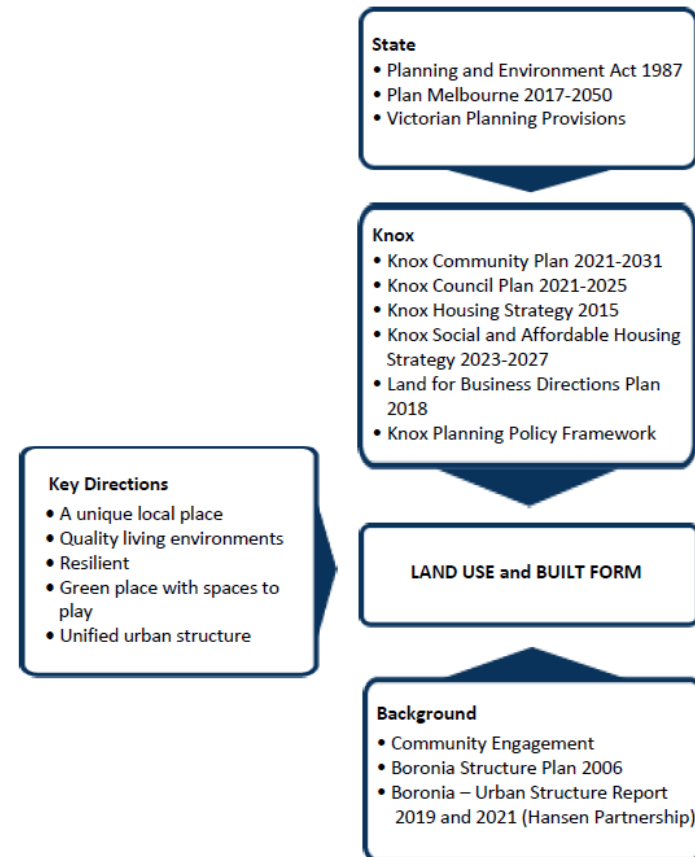 State
• Planning and Environment Act 1987
• Plan Melbourne 2017-2050
• Victorian Planning Provisions
Knox
• Knox Community Plan 2021-2031
• Knox Council Plan 2021-2025
• Knox Housing Strategy 2015
• Knox Social and Affordable Housing
Strategy 2023-2027
• Land for Business Directions Plan
2018
• Knox Planning Policy Framework
Key Directions
• A unique local place
• Quality living environments
• Resilient
• Green place with spaces to
play
• Unified urban structure
LAND USE and BUILT FORM
Background
• Community Engagement
• Boronia Structure Plan 2006
• Boronia – Urban Structure Report
2019 and 2021 (Hansen Partnership)